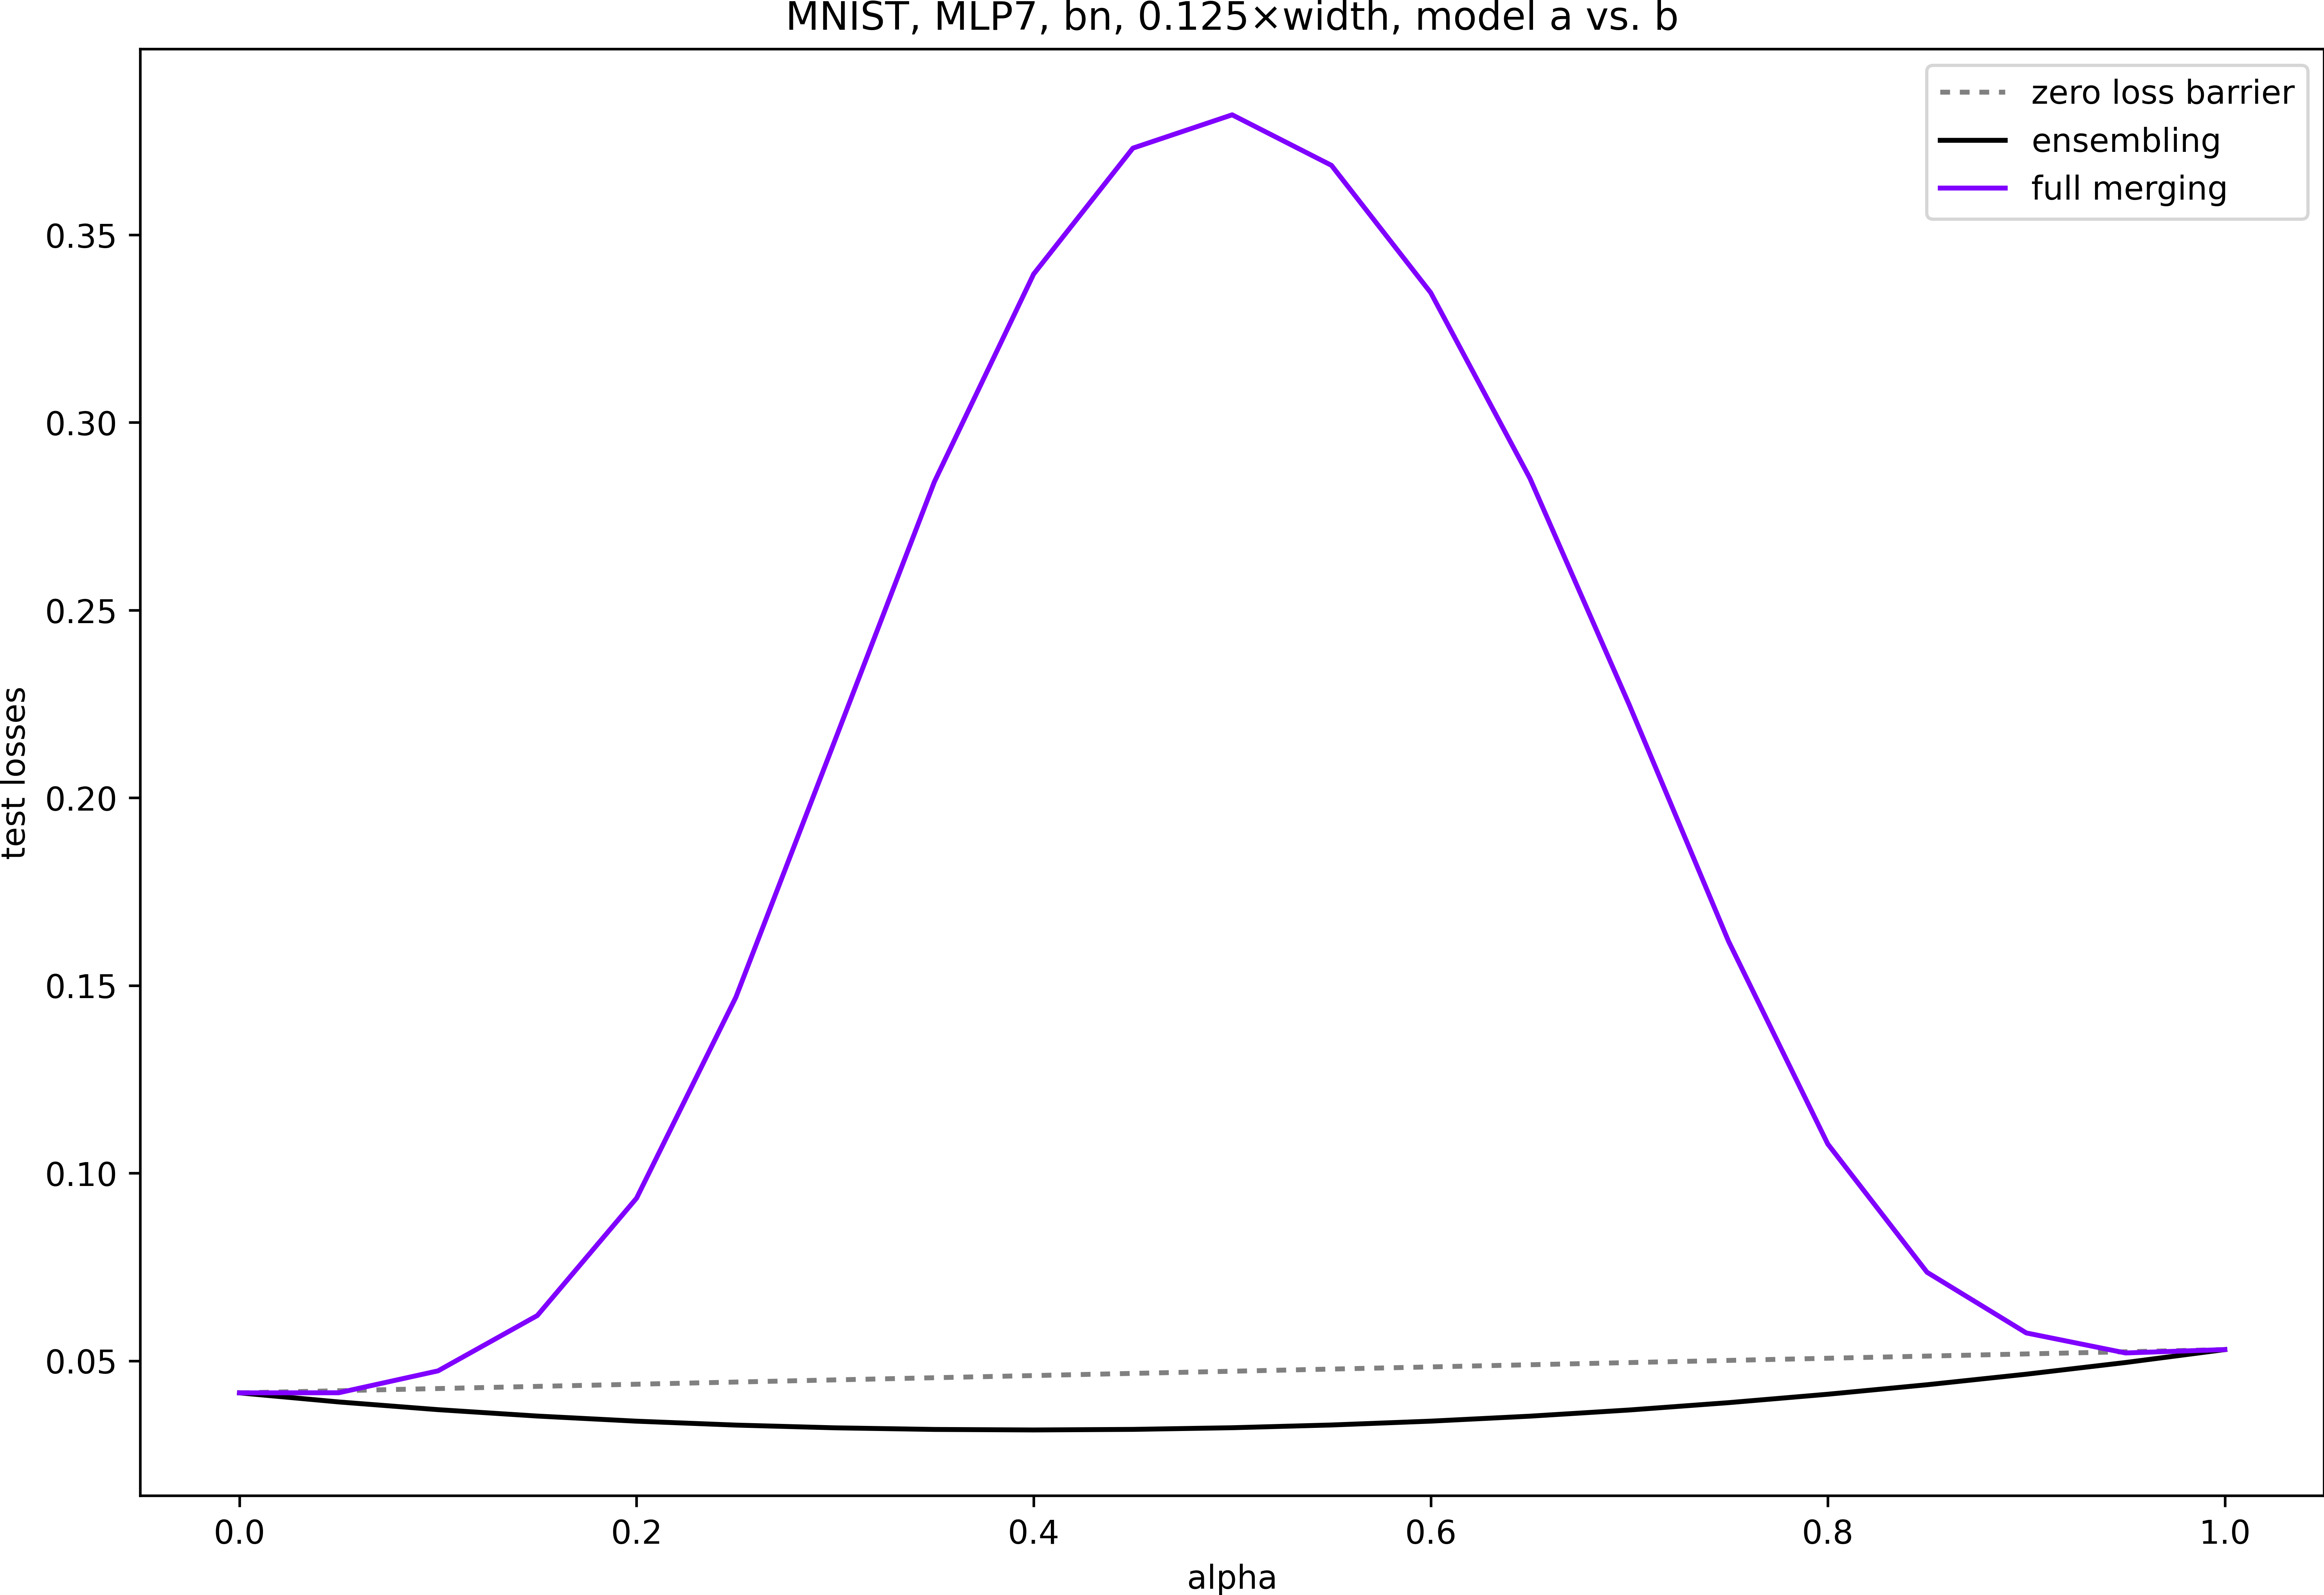 MNIST, MLP7, bn, 0.125×width, model a vs. b
zero loss barrier
ensembling
full merging
test losses
0.35
0.30
0.25
0.20
0.15
0.10
0.05
0.0 0.2 0.4 0.6 0.8 1.0
alpha